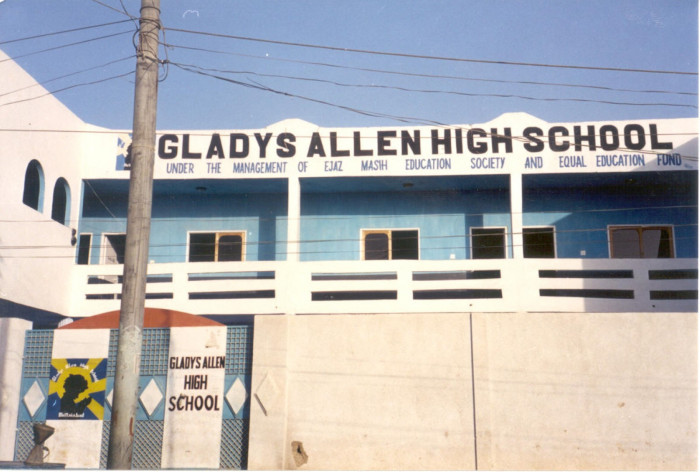 GLADYS ALLEN HIGH SCHOOL
UNDER THE MANAGEMENT OF EJAZ MASIH EDUCATION SOCIETY AND EQUAL EDUCATION FUND
GLADYS ALLEN
HIGH
SCHOOL